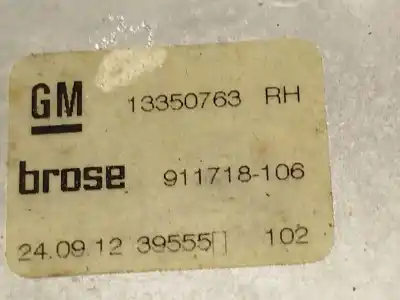 GM 13350763 RH
brose 911718-106
24.09.12 39555[] 102